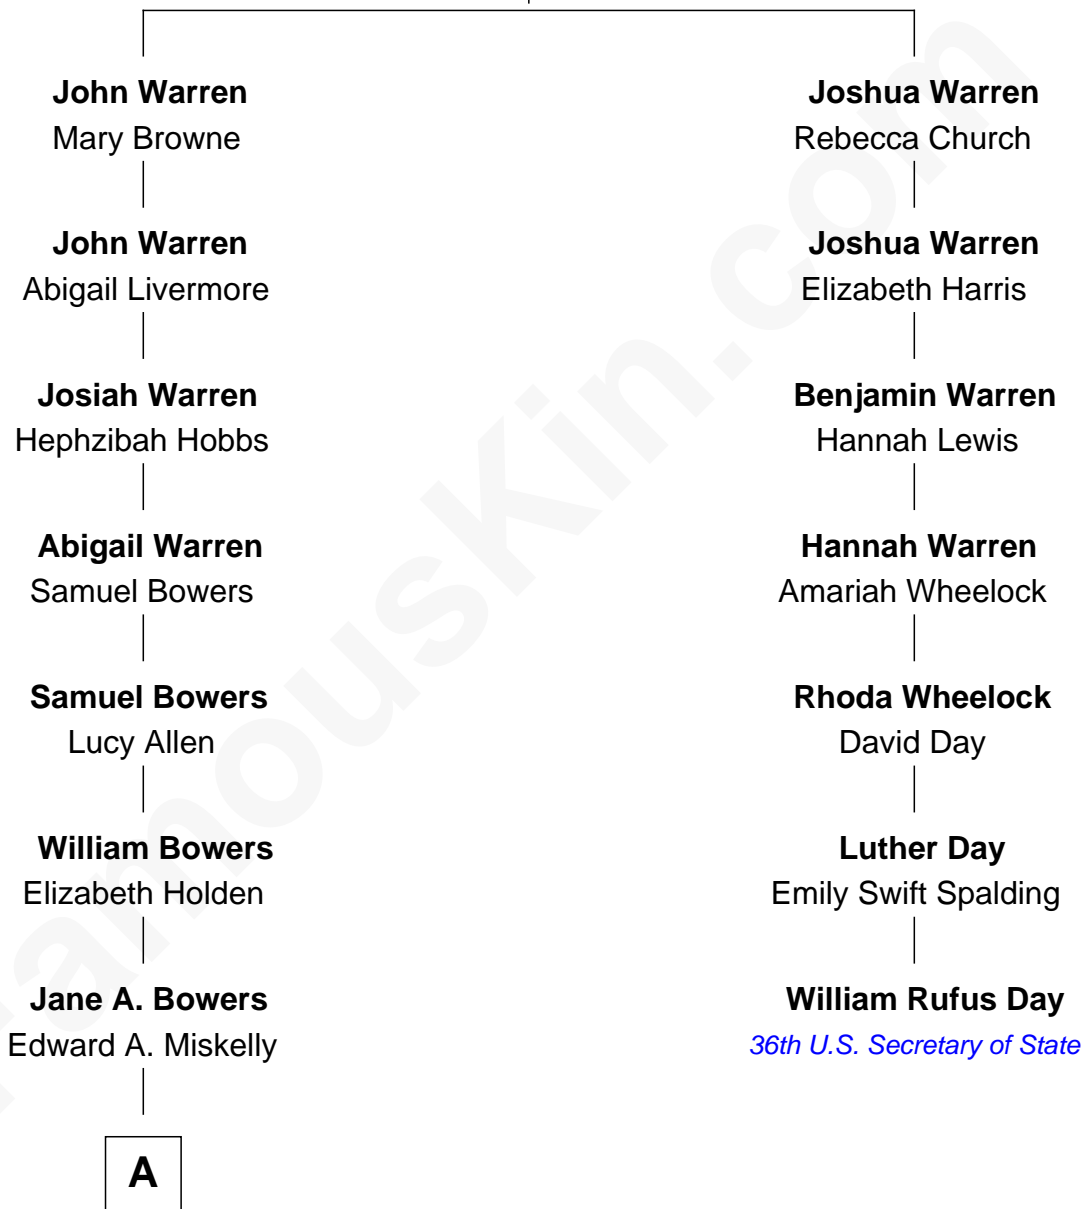 John Warren
Mary Browne
Joshua Warren
Rebecca Church
John Warren
Abigail Livermore
Joshua Warren
Elizabeth Harris
Josiah Warren
Hephzibah Hobbs
Benjamin Warren
Hannah Lewis
Abigail Warren
Samuel Bowers
Hannah Warren
Amariah Wheelock
Samuel Bowers
Lucy Allen
Rhoda Wheelock
David Day
William Bowers
Elizabeth Holden
Luther Day
Emily Swift Spalding
Jane A. Bowers
Edward A. Miskelly
William Rufus Day
36th U.S. Secretary of State
A
FamousKin.com